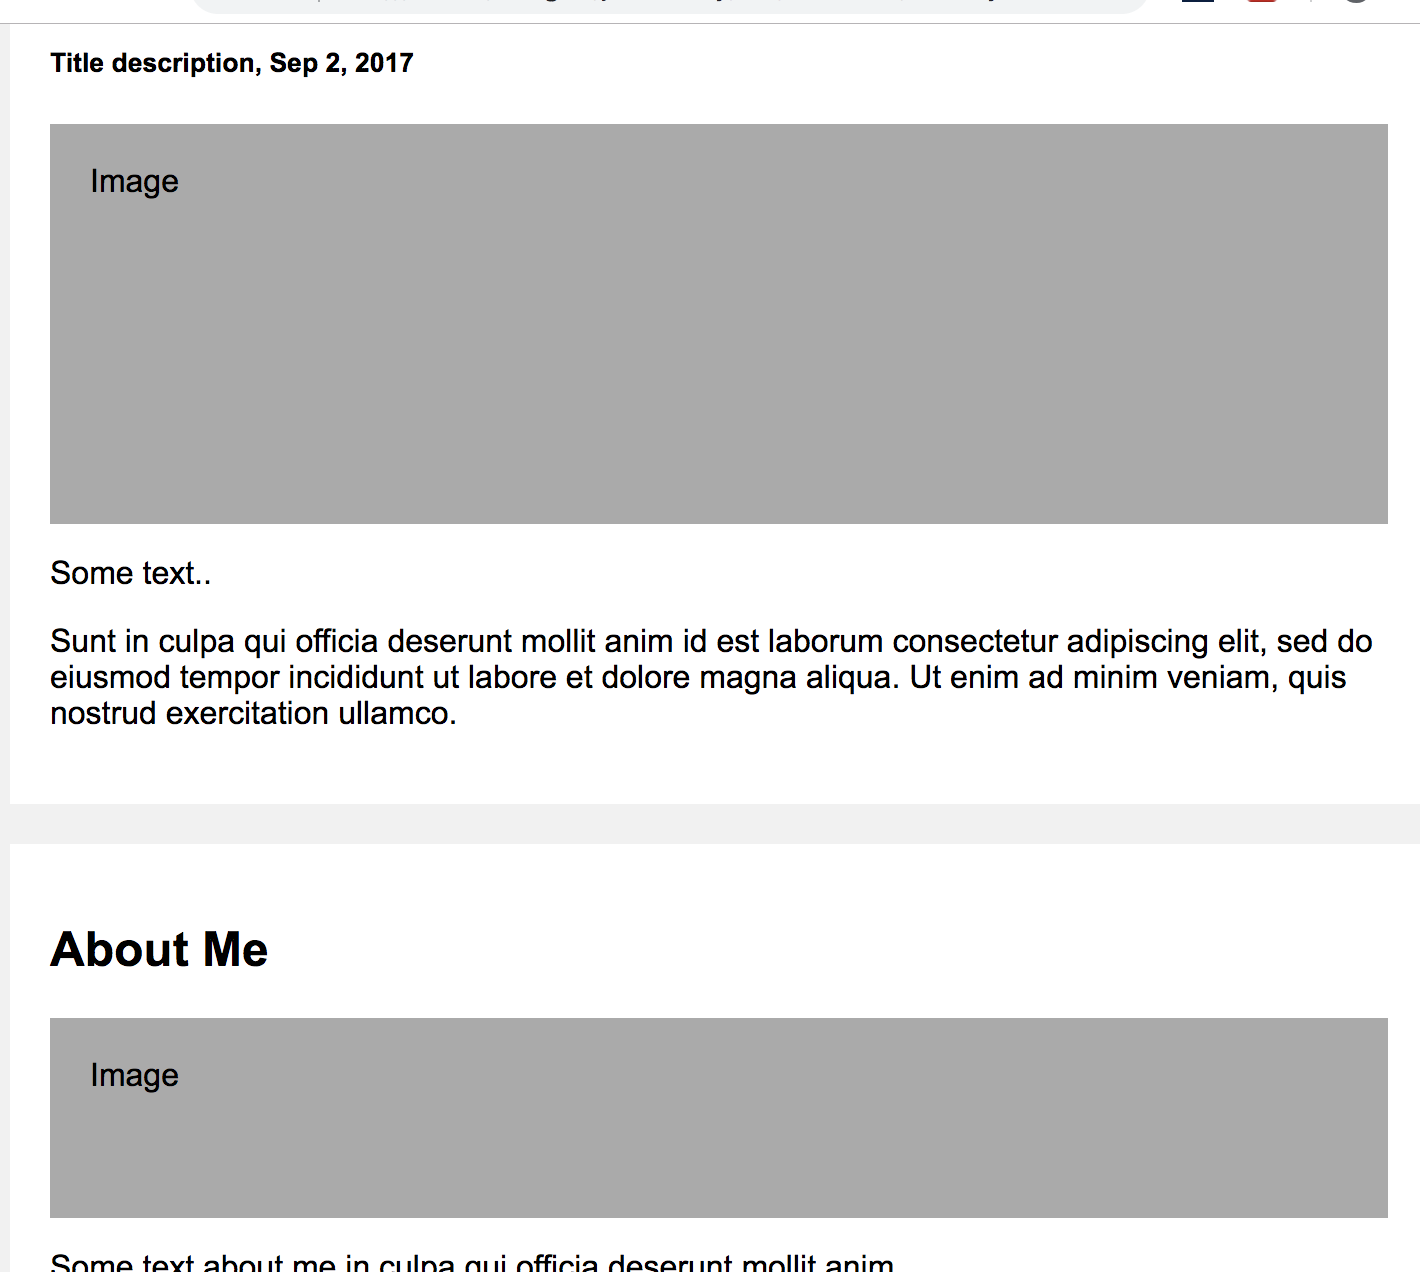 Title description, Sep 2, 2017
Image
Some text..
Sunt in culpa qui officia deserunt mollit anim id est laborum consectetur adipiscing elit, sed do
eiusmod tempor incididunt ut labore et dolore magna aliqua. Ut enim ad minim veniam, quis
nostrud exercitation ullamco.
About Me
Image
Some text about me in culpa qui officia deserunt mollit anim